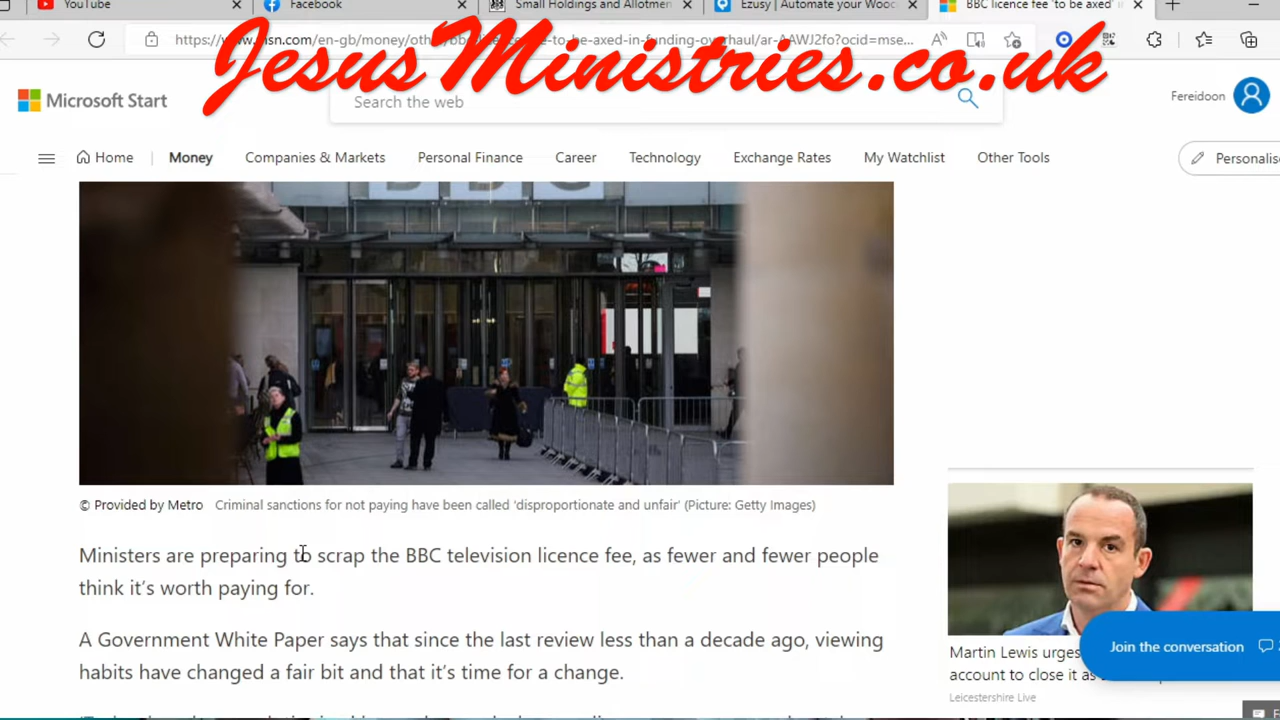 YouTube
Facebook
Small Holdings and Allotmen
Ezusy | Automate your Wooc
BBC licence fee 'to be axed' i
JesusMinistries.co.uk
Microsoft Start
Search the web
Fereidoon
Home
Money
Companies & Markets
Personal Finance
Career
Technology
Exchange Rates
My Watchlist
Other Tools
Personalise
BBC
© Provided by Metro Criminal sanctions for not paying have been called 'disproportionate and unfair' (Picture: Getty Images)
Ministers are preparing to scrap the BBC television licence fee, as fewer and fewer people
think it's worth paying for.
A Government White Paper says that since the last review less than a decade ago, viewing
habits have changed a fair bit and that it's time for a change.
Join the conversation
Martin Lewis urges
account to close it as
Leicestershire Live